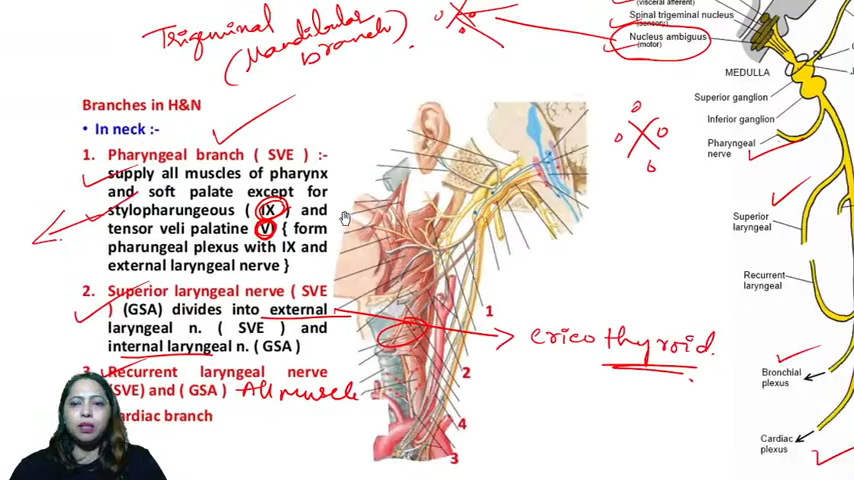 Trigeminal
(Mandibular
branch).
(visceral afferent)
Spinal trigeminal nucleus
(sensory)
Nucleus ambiguus
(motor)
MEDULLA
Superior ganglion
Inferior ganglion
Pharyngeal
nerve
Superior
laryngeal
Recurrent
laryngeal
Bronchial
plexus
Cardiac
plexus
Branches in H&N
• In neck :-
1. Pharyngeal branch ( SVE ) :-
supply all muscles of pharynx
and soft palate except for
stylopharungeous ( IX ) and
tensor veli palatine (V) { form
pharungeal plexus with IX and
external laryngeal nerve }
2. Superior laryngeal nerve ( SVE
) (GSA) divides into external
laryngeal n. ( SVE ) and
internal laryngeal n. ( GSA)
3. Recurrent laryngeal nerve
(SVE) and ( GSA) All muscle
cardiac branch
cricothyroid.
1
2
4
3